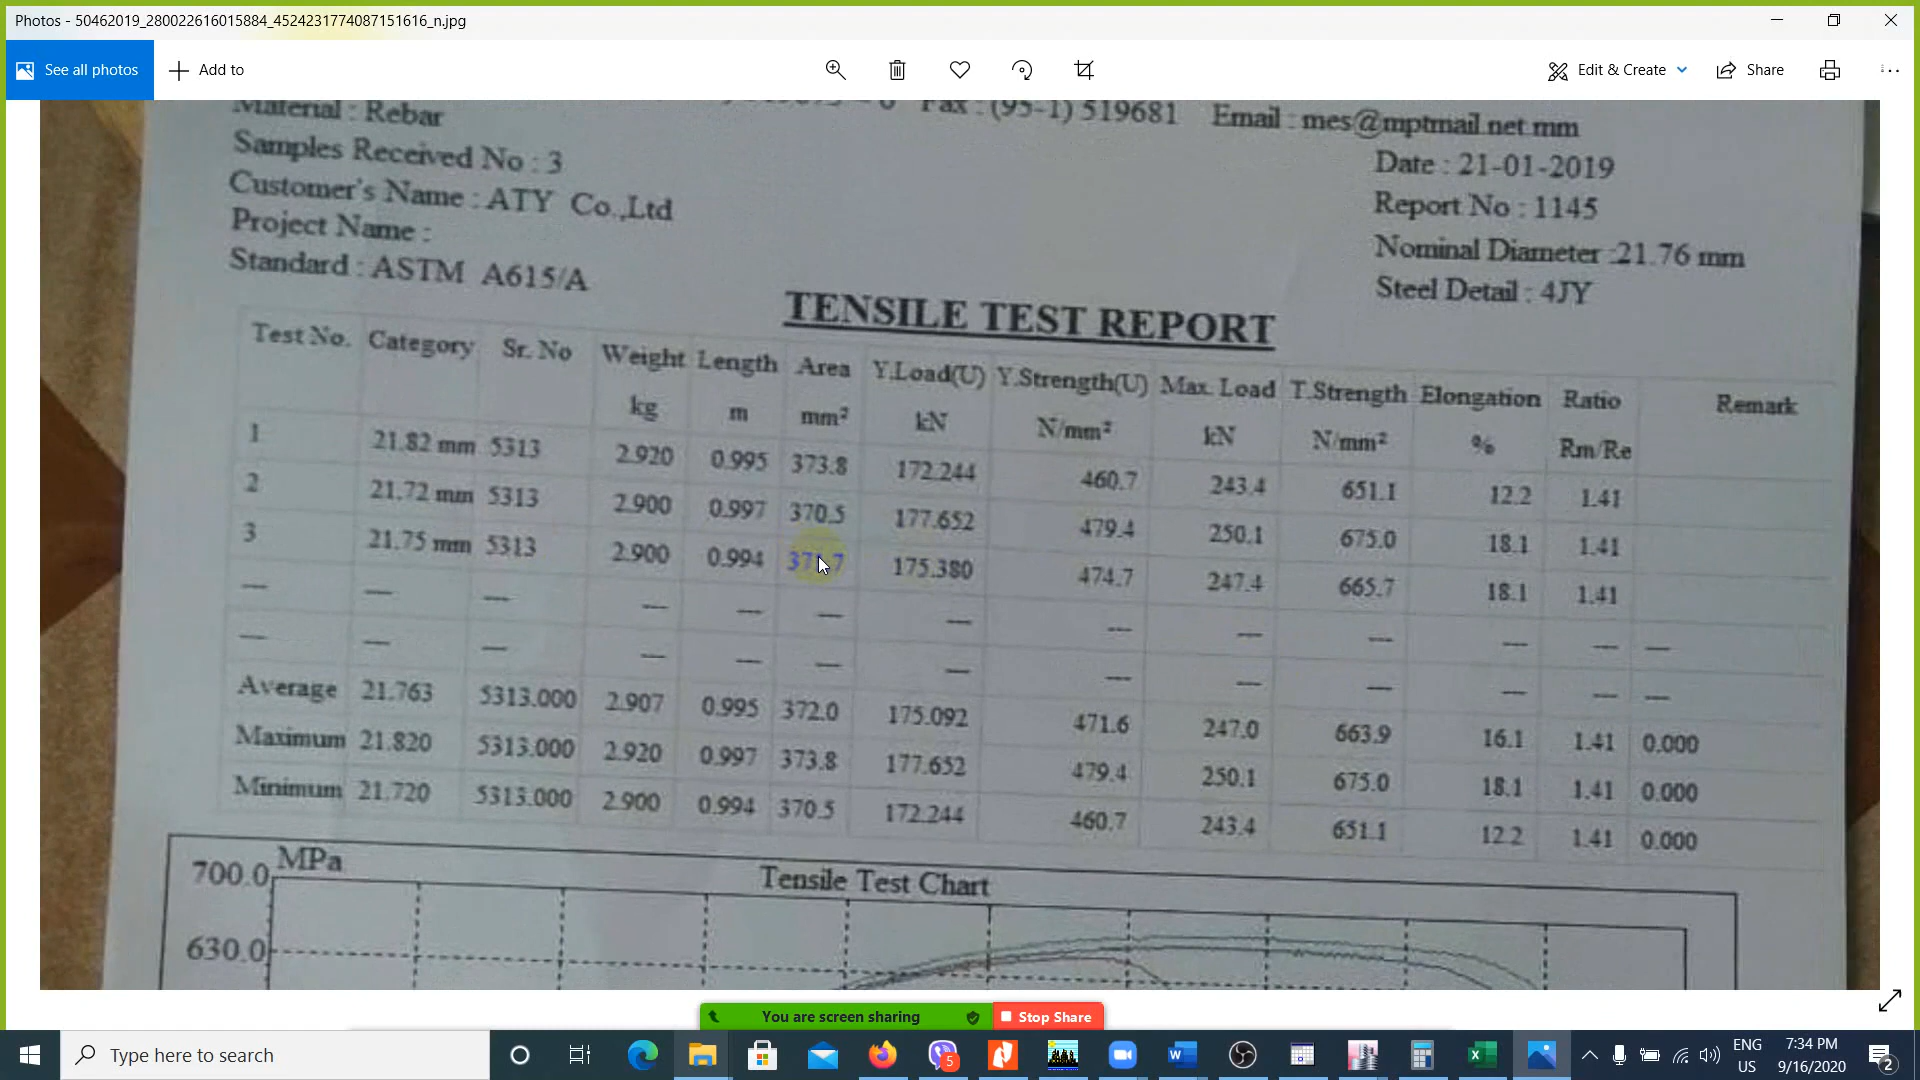 Photos - 50462019_280022616015884_4524231774087151616_n.jpg
See all photos
Add to
Edit & Create
Share
Fax : (95-1) 519681 Email : mes@mptmail.net.mm
Material : Rebar
Samples Received No : 3
Customer's Name : ATY Co.,Ltd
Project Name :
Standard : ASTM A615/A
Date : 21-01-2019
Report No : 1145
Nominal Diameter :21.76 mm
Steel Detail : 4JY
TENSILE TEST REPORT
Test No. Category Sr. No Weight Length Area Y.Load(U) Y.Strength(U) Max. Load T.Strength Elongation Ratio Remark
kg m mm² kN N/mm² kN N/mm² % Rm/Re
1 21.82 mm 5313 2.920 0.995 373.8 172.244 460.7 243.4 651.1 12.2 1.41
2 21.72 mm 5313 2.900 0.997 370.5 177.652 479.4 250.1 675.0 18.1 1.41
3 21.75 mm 5313 2.900 0.994 175.380 474.7 247.4 665.7 18.1 1.41
--- --- --- --- --- --- --- --- --- --- --- --- ---
--- --- --- --- --- --- --- --- --- --- --- --- ---
Average 21.763 5313.000 2.907 0.995 372.0 175.092 471.6 247.0 663.9 16.1 1.41 0.000
Maximum 21.820 5313.000 2.920 0.997 373.8 177.652 479.4 250.1 675.0 18.1 1.41 0.000
Minimum 21.720 5313.000 2.900 0.994 370.5 172.244 460.7 243.4 651.1 12.2 1.41 0.000
MPa
Tensile Test Chart
700.0
630.0
You are screen sharing
Stop Share
Type here to search
5
ENG
US
7:34 PM
9/16/2020
2